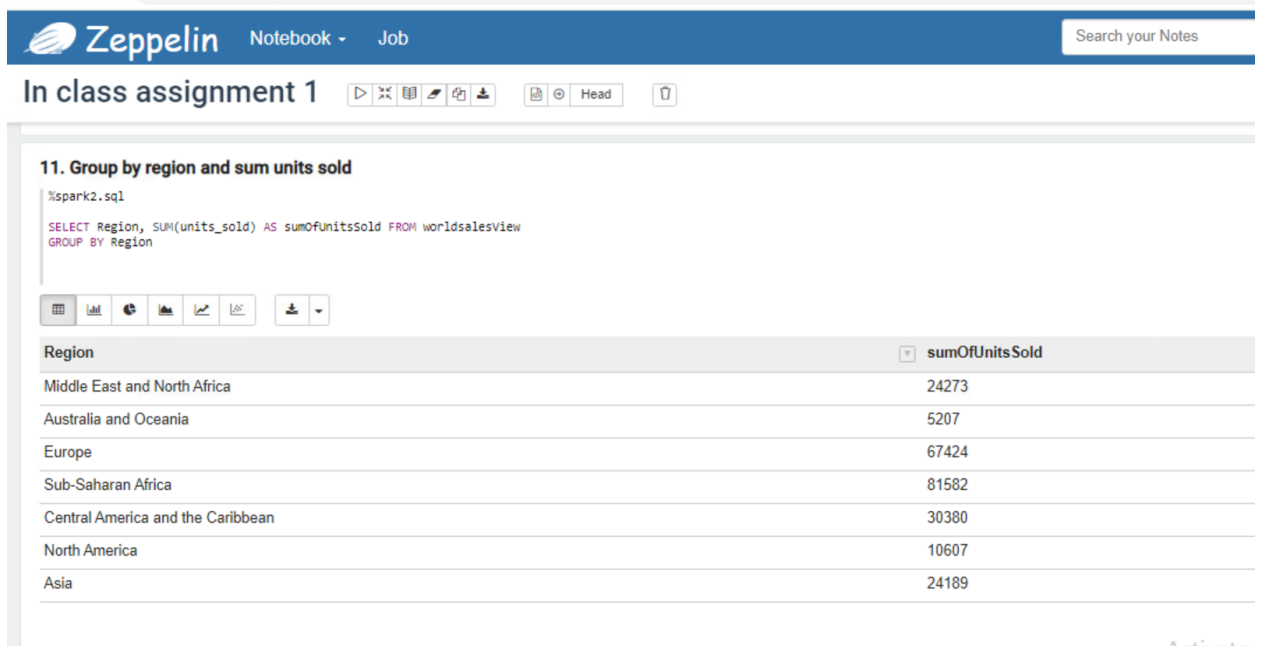 Zeppelin Notebook Job Search your Notes
In class assignment 1 Head
11. Group by region and sum units sold
%spark2.sql
SELECT Region, SUM(units_sold) AS sumOfUnitsSold FROM worldsalesView
GROUP BY Region
Region sumOfUnitsSold
Middle East and North Africa 24273
Australia and Oceania 5207
Europe 67424
Sub-Saharan Africa 81582
Central America and the Caribbean 30380
North America 10607
Asia 24189